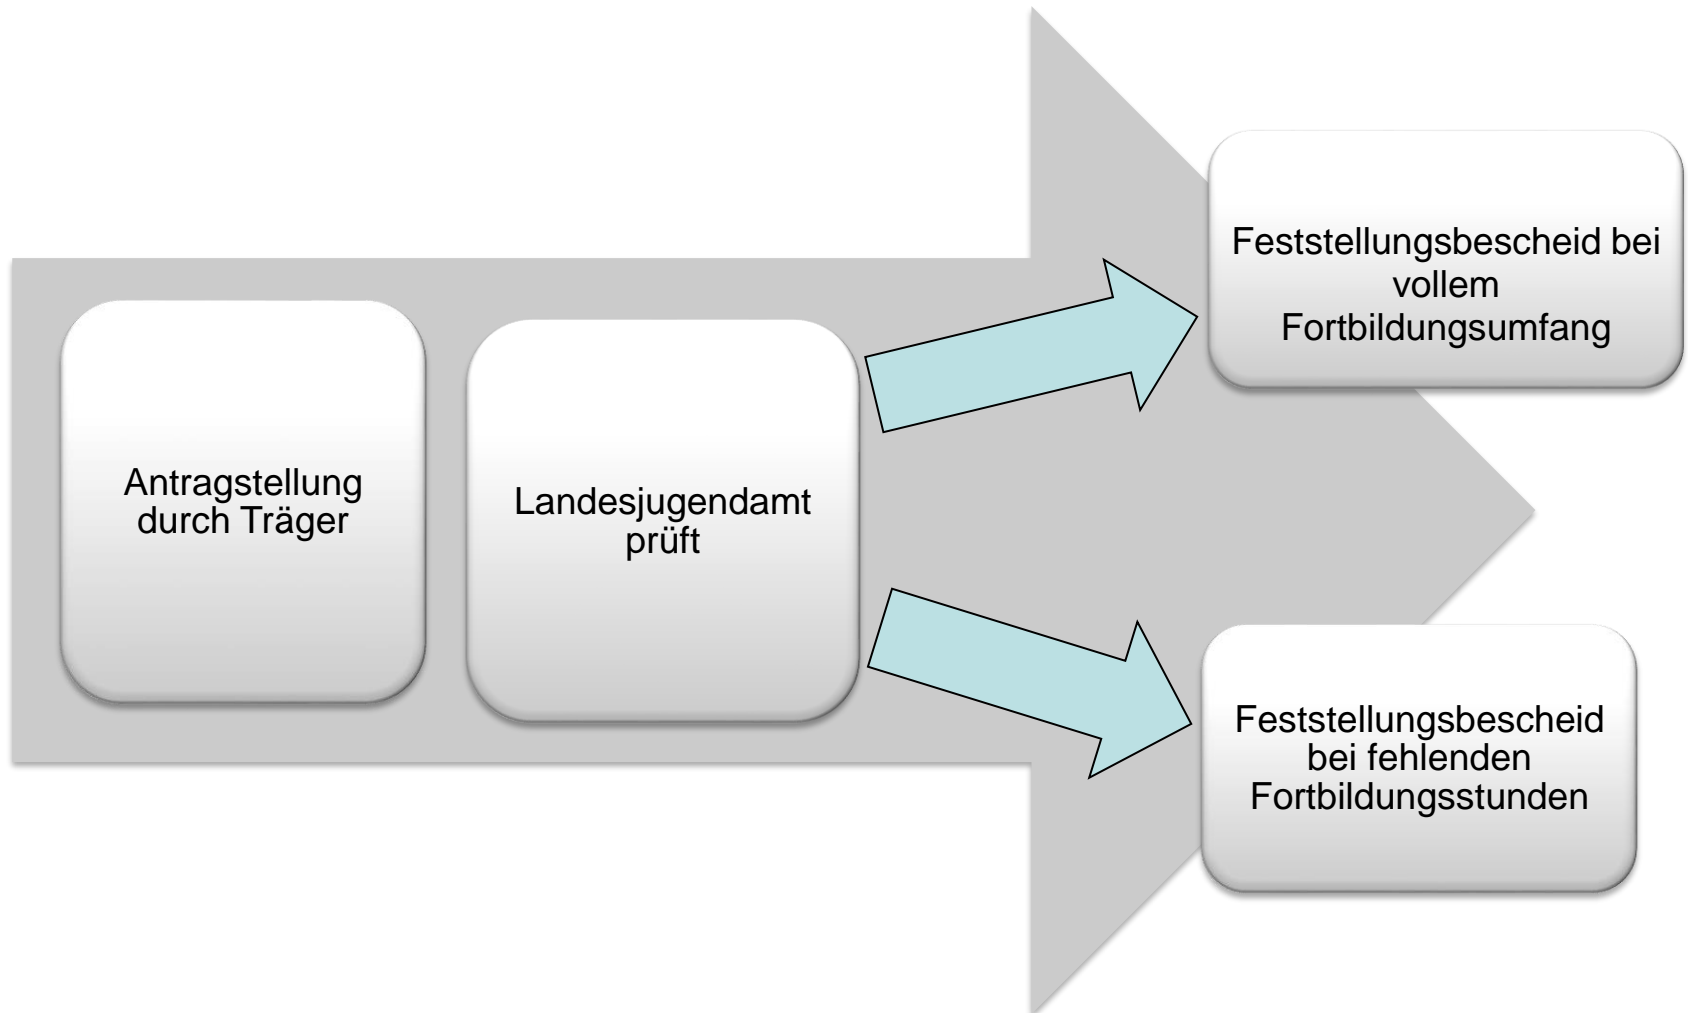 Antragstellung
durch Träger
Landesjugendamt
prüft
Feststellungsbescheid bei
vollem
Fortbildungsumfang
Feststellungsbescheid
bei fehlenden
Fortbildungsstunden